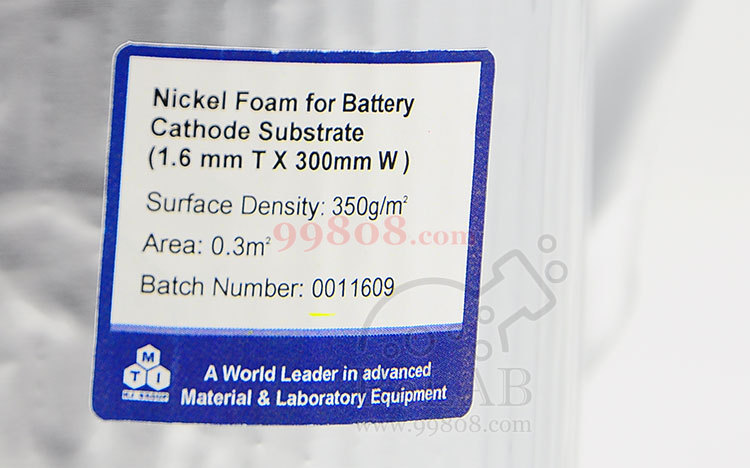 Nickel Foam for Battery
Cathode Substrate
(1.6 mm T X 300mm W )
Surface Density: 350g/m²
99808.com
Area: 0.3m²
Batch Number: 0011609
MTI
A World Leader in advanced
Material & Laboratory Equipment
www.99808.com